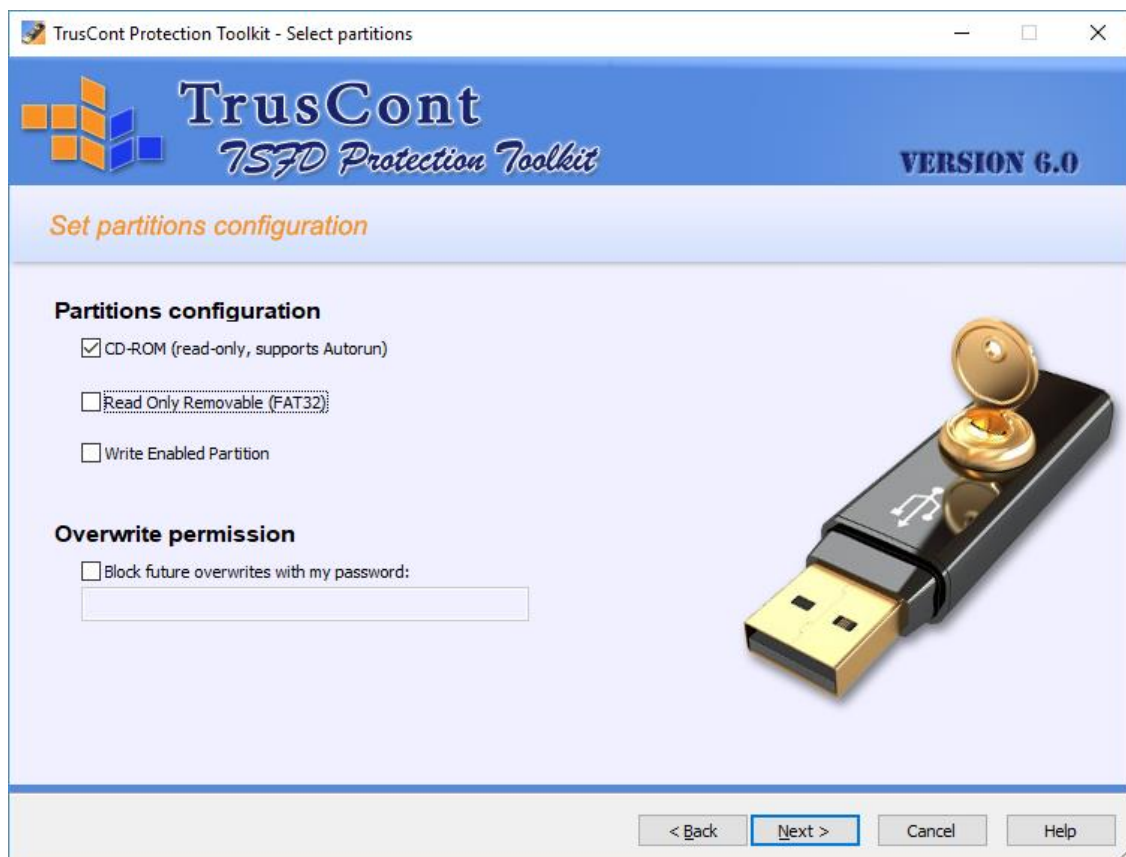 TrusCont Protection Toolkit - Select partitions
TrusCont
TSFD Protection Toolkit
VERSION 6.0
Set partitions configuration
Partitions configuration
CD-ROM (read-only, supports Autorun)
Read Only Removable (FAT32)
Write Enabled Partition
Overwrite permission
Block future overwrites with my password:
< Back Next > Cancel Help